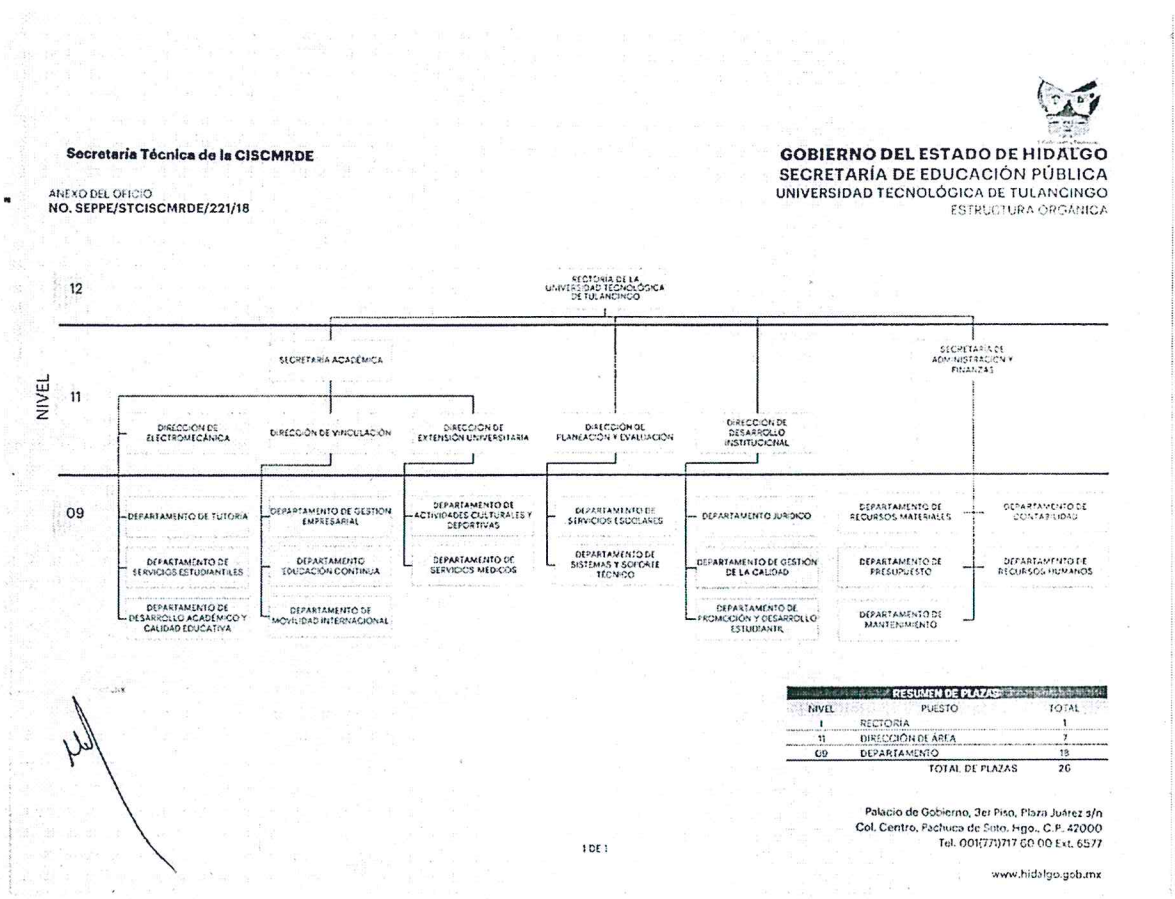 Secretaría Técnica de la CISCMRDE
ANEXO DEL OFICIO
NO. SEPPE/STCISCMRDE/221/18
GOBIERNO DEL ESTADO DE HIDALGO
SECRETARÍA DE EDUCACIÓN PÚBLICA
UNIVERSIDAD TECNOLÓGICA DE TULANCINGO
ESTRUCTURA ORGÁNICA
NIVEL
12
RECTORIA DE LA
UNIVERSIDAD TECNOLÓGICA
DE TULANCINGO
11
SECRETARÍA ACADÉMICA
SECRETARÍA DE
ADMINISTRACIÓN Y
FINANZAS
DIRECCIÓN DE
ELECTROMECÁNICA
DIRECCIÓN DE VINCULACIÓN
DIRECCIÓN DE
EXTENSIÓN UNIVERSITARIA
DIRECCIÓN DE
PLANEACIÓN Y EVALUACIÓN
DIRECCIÓN DE
DESARROLLO
INSTITUCIONAL
09
DEPARTAMENTO DE TUTORÍA
DEPARTAMENTO DE GESTION
EMPRESARIAL
DEPARTAMENTO DE
ACTIVIDADES CULTURALES Y
DEPORTIVAS
DEPARTAMENTO DE
SERVICIOS ESCOLARES
DEPARTAMENTO JURIDICO
DEPARTAMENTO DE
RECURSOS MATERIALES
DEPARTAMENTO DE
CONTABILIDAD
DEPARTAMENTO DE
SERVICIOS ESTUDIANTILES
DEPARTAMENTO
EDUCACIÓN CONTINUA
DEPARTAMENTO DE
SERVICIOS MEDICOS
DEPARTAMENTO DE
SISTEMAS Y SOPORTE
TÉCNICO
DEPARTAMENTO DE GESTION
DE LA CALIDAD
DEPARTAMENTO DE
PRESUPUESTO
DEPARTAMENTO DE
RECURSOS HUMANOS
DEPARTAMENTO DE
DESARROLLO ACADÉMICO Y
CALIDAD EDUCATIVA
DEPARTAMENTO DE
MOVILIDAD INTERNACIONAL
DEPARTAMENTO DE
PROMOCIÓN Y DESARROLLO
ESTUDIANTIL
DEPARTAMENTO DE
MANTENIMIENTO
RESUMEN DE PLAZAS
NIVEL PUESTO TOTAL
RECTORIA 1
11 DIRECCIÓN DE ÁREA 7
09 DEPARTAMENTO 18
TOTAL DE PLAZAS 26
Palacio de Gobierno, 3er Piso, Plaza Juárez s/n
Col. Centro, Pachuca de Soto, Hgo., C.P. 42000
Tel. 001(771)717 60 00 Ext. 6577
1 DE 1
www.hidalgo.gob.mx